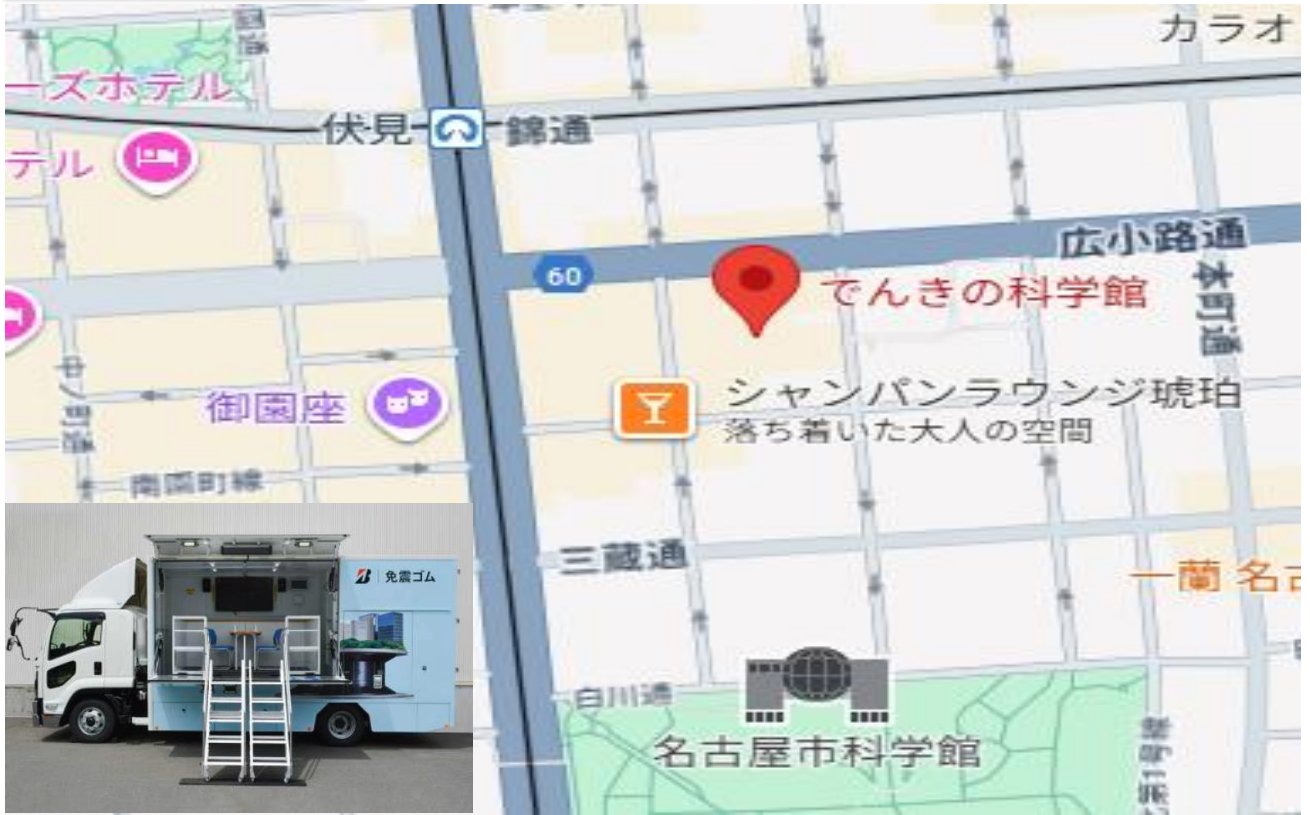 カラオ
ーズホテル
伏見
錦通
テル
広小路通
60
でんきの科学館
本町通
御園座
シャンパンラウンジ琥珀
落ち着いた大人の空間
中ノ町通
南園町線
三蔵通
免震ゴム
一蘭 名古
白川通
名古屋市科学館